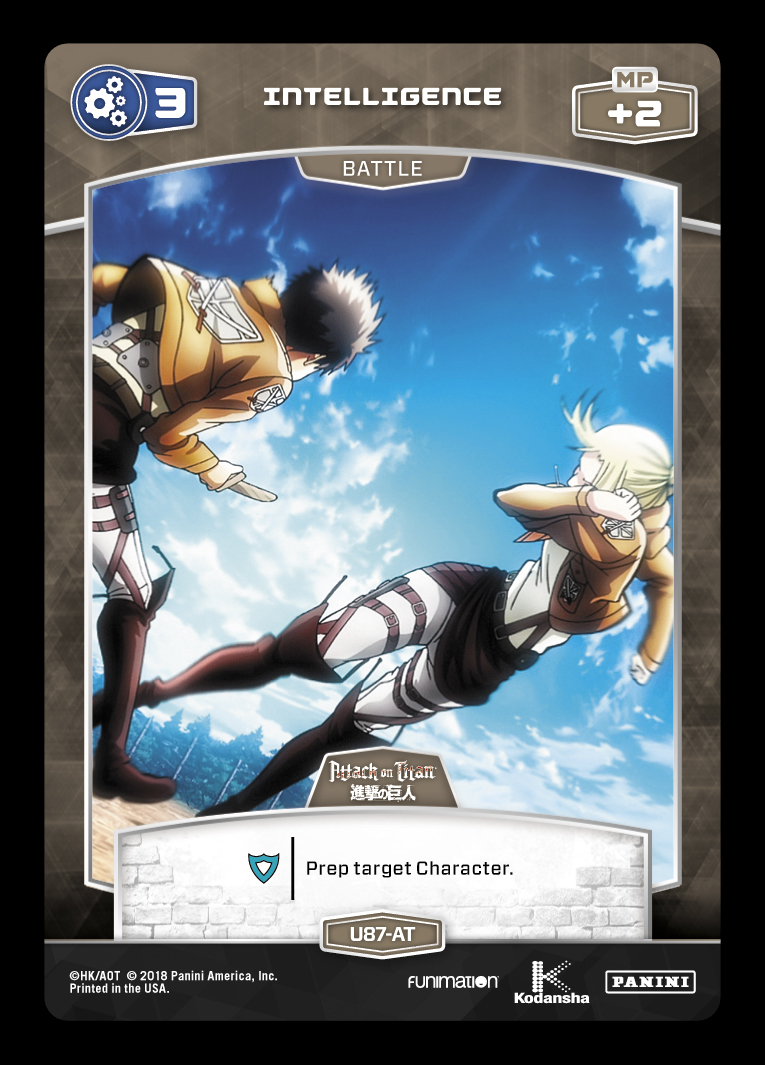 3
INTELLIGENCE
MP
+2
BATTLE
Attack on Titan
進撃の巨人
Prep target Character.
U87-AT
©HK/AOT © 2018 Panini America, Inc.
Printed in the USA.
FUNIMATION
Kodansha
PANINI